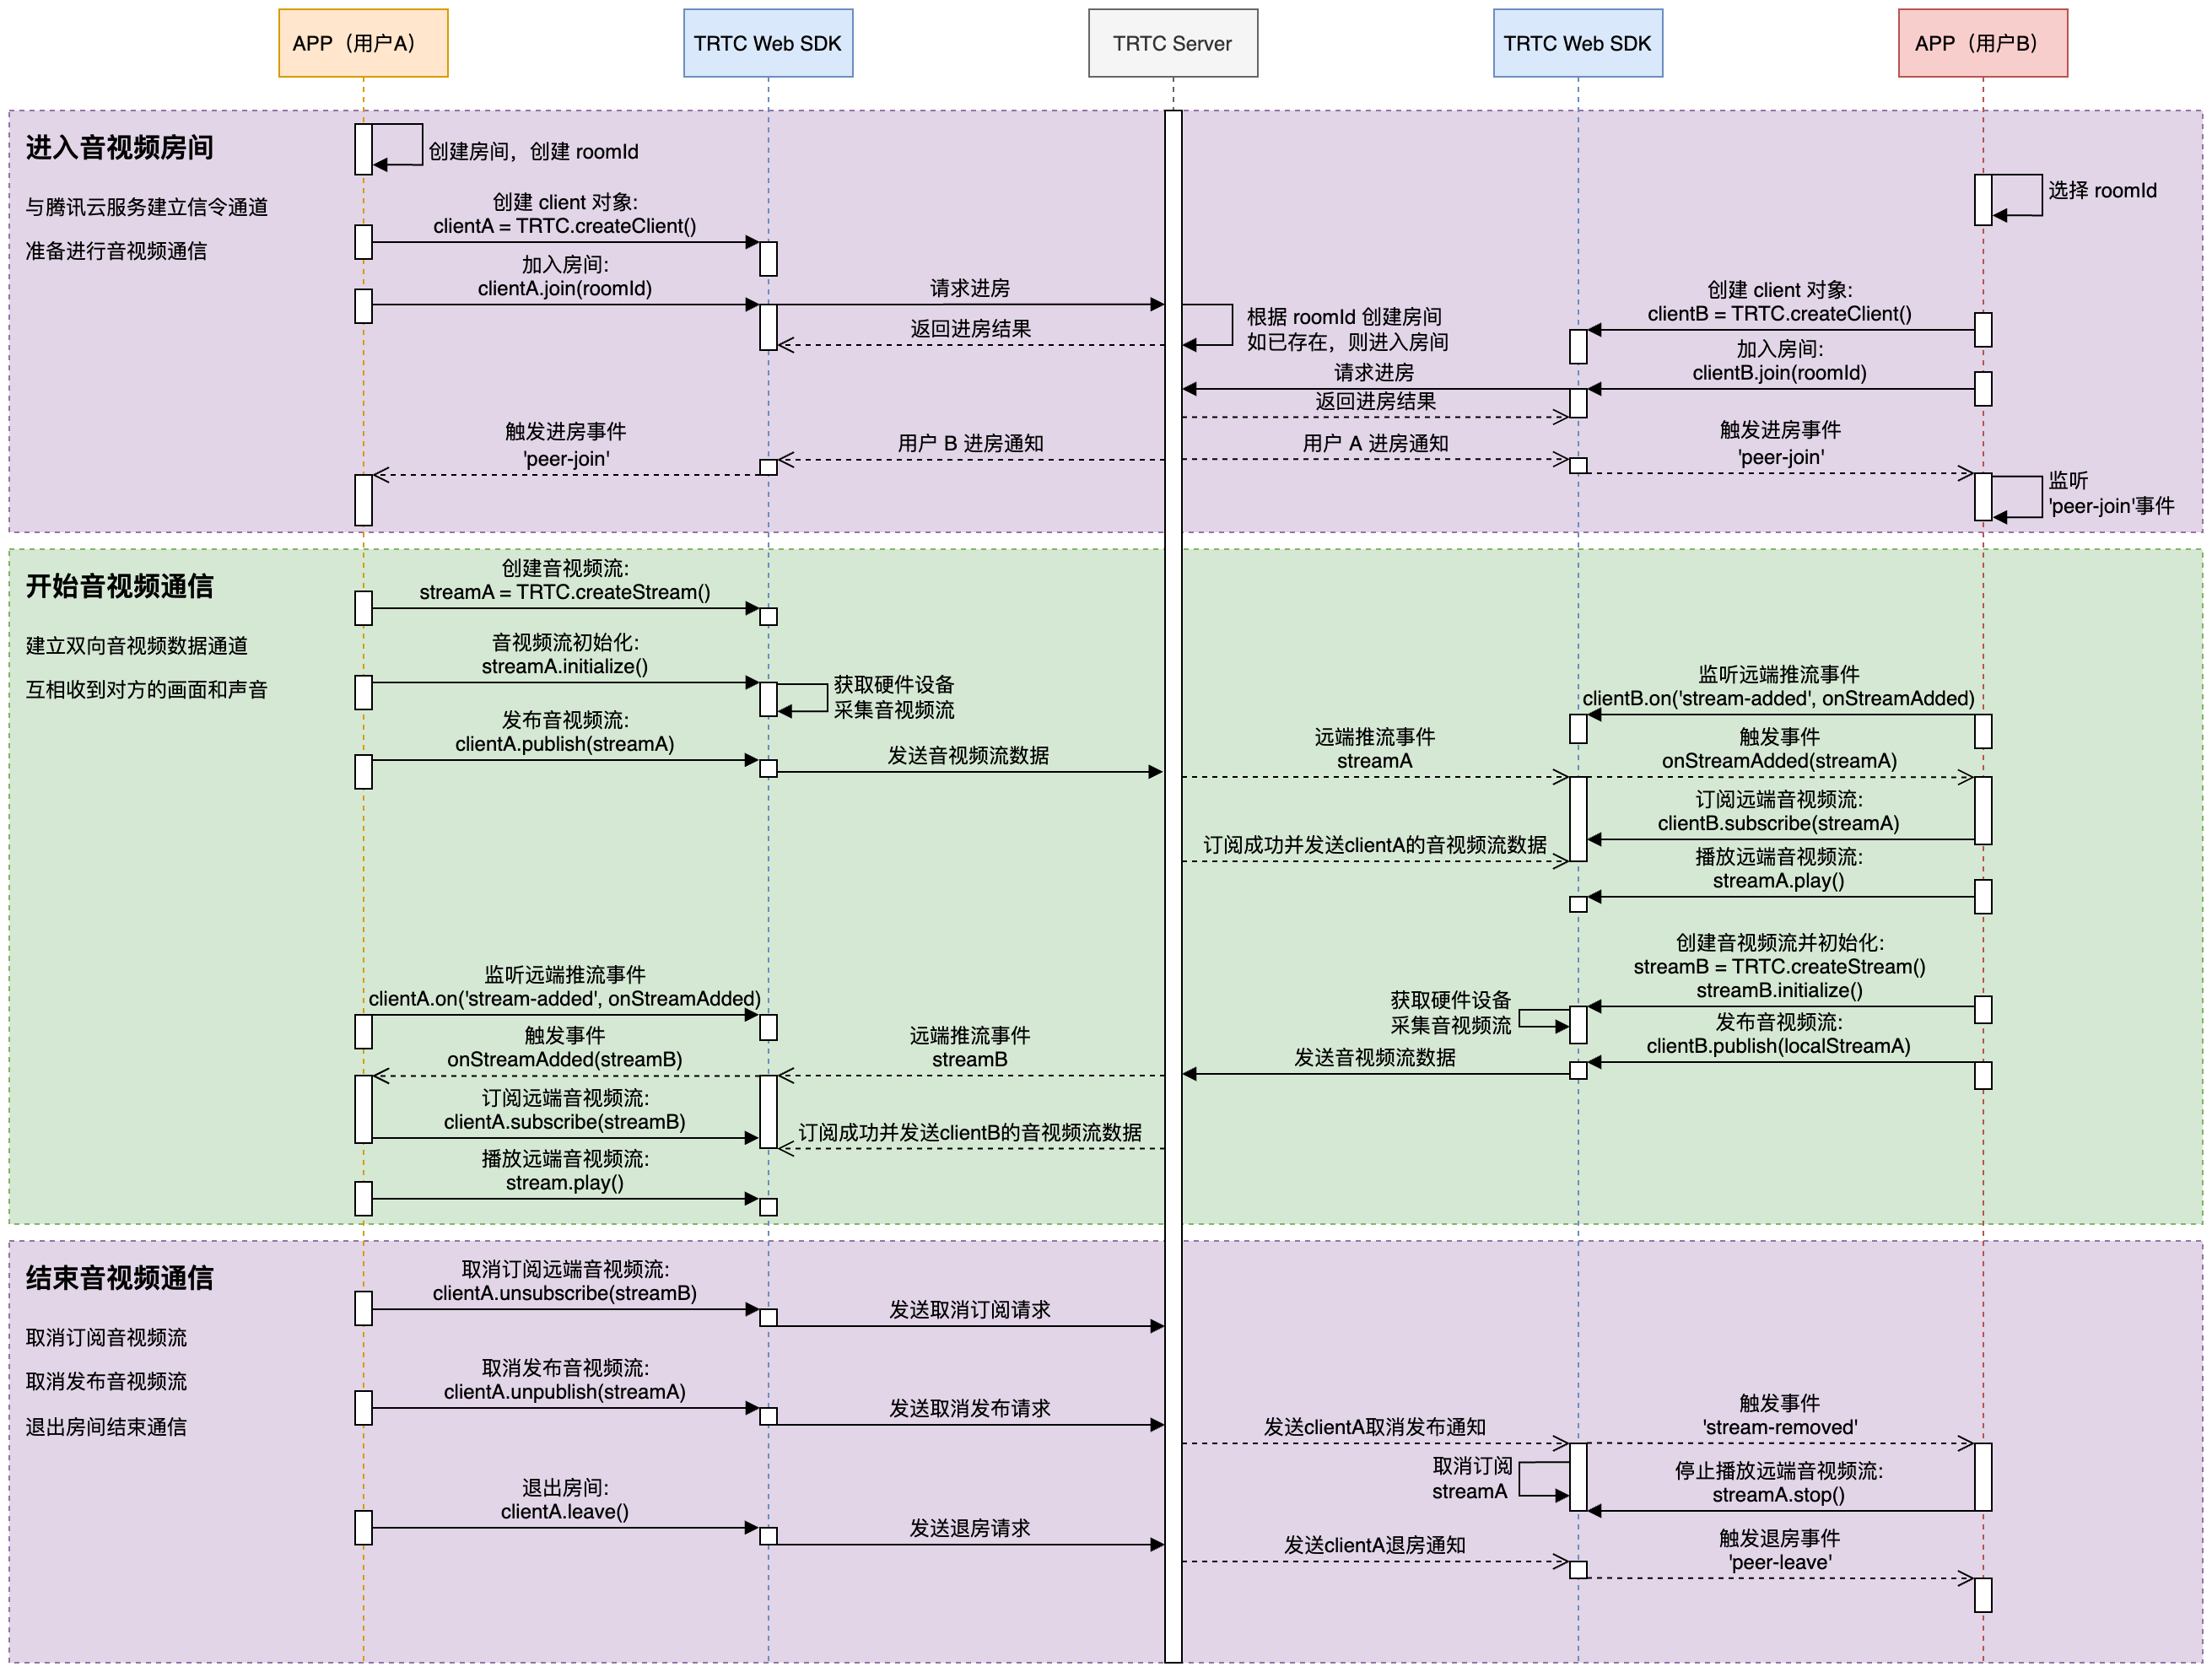 APP（用户A）
TRTC Web SDK
TRTC Server
TRTC Web SDK
APP（用户B）
进入音视频房间
与腾讯云服务建立信令通道
准备进行音视频通信
创建房间，创建 roomId
选择 roomId
创建 client 对象:
clientA = TRTC.createClient()
加入房间:
clientA.join(roomId)
请求进房
返回进房结果
根据 roomId 创建房间
如已存在，则进入房间
创建 client 对象:
clientB = TRTC.createClient()
加入房间:
clientB.join(roomId)
请求进房
返回进房结果
触发进房事件
'peer-join'
用户 B 进房通知
用户 A 进房通知
触发进房事件
'peer-join'
监听
'peer-join'事件
开始音视频通信
建立双向音视频数据通道
互相收到对方的画面和声音
创建音视频流:
streamA = TRTC.createStream()
音视频流初始化:
streamA.initialize()
获取硬件设备
采集音视频流
发布音视频流:
clientA.publish(streamA)
发送音视频流数据
监听远端推流事件
clientB.on('stream-added', onStreamAdded)
远端推流事件
streamA
触发事件
onStreamAdded(streamA)
订阅远端音视频流:
clientB.subscribe(streamA)
订阅成功并发送clientA的音视频流数据
播放远端音视频流:
streamA.play()
创建音视频流并初始化:
streamB = TRTC.createStream()
streamB.initialize()
获取硬件设备
采集音视频流
发布音视频流:
clientB.publish(localStreamA)
发送音视频流数据
监听远端推流事件
clientA.on('stream-added', onStreamAdded)
触发事件
onStreamAdded(streamB)
远端推流事件
streamB
订阅远端音视频流:
clientA.subscribe(streamB)
订阅成功并发送clientB的音视频流数据
播放远端音视频流:
stream.play()
结束音视频通信
取消订阅音视频流
取消发布音视频流
退出房间结束通信
取消订阅远端音视频流:
clientA.unsubscribe(streamB)
发送取消订阅请求
取消发布音视频流:
clientA.unpublish(streamA)
发送取消发布请求
发送clientA取消发布通知
触发事件
'stream-removed'
取消订阅
streamA
停止播放远端音视频流:
streamA.stop()
退出房间:
clientA.leave()
发送退房请求
发送clientA退房通知
触发退房事件
'peer-leave'